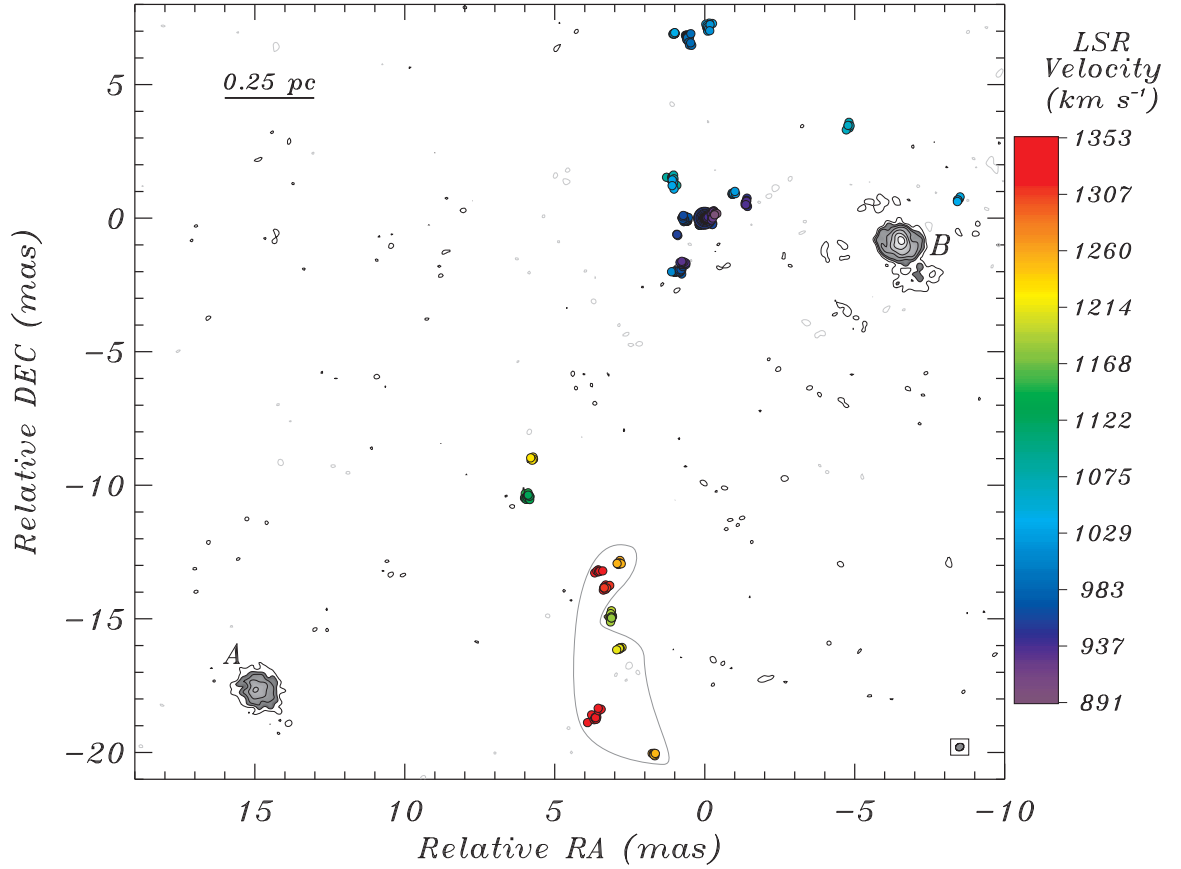 LSR
Velocity
(km s⁻¹)
0.25 pc
1353
1307
1260
1214
1168
1122
1075
1029
983
937
891
5
0
−5
−10
−15
−20
Relative DEC (mas)
B
A
15
10
5
0
−5
−10
Relative RA (mas)